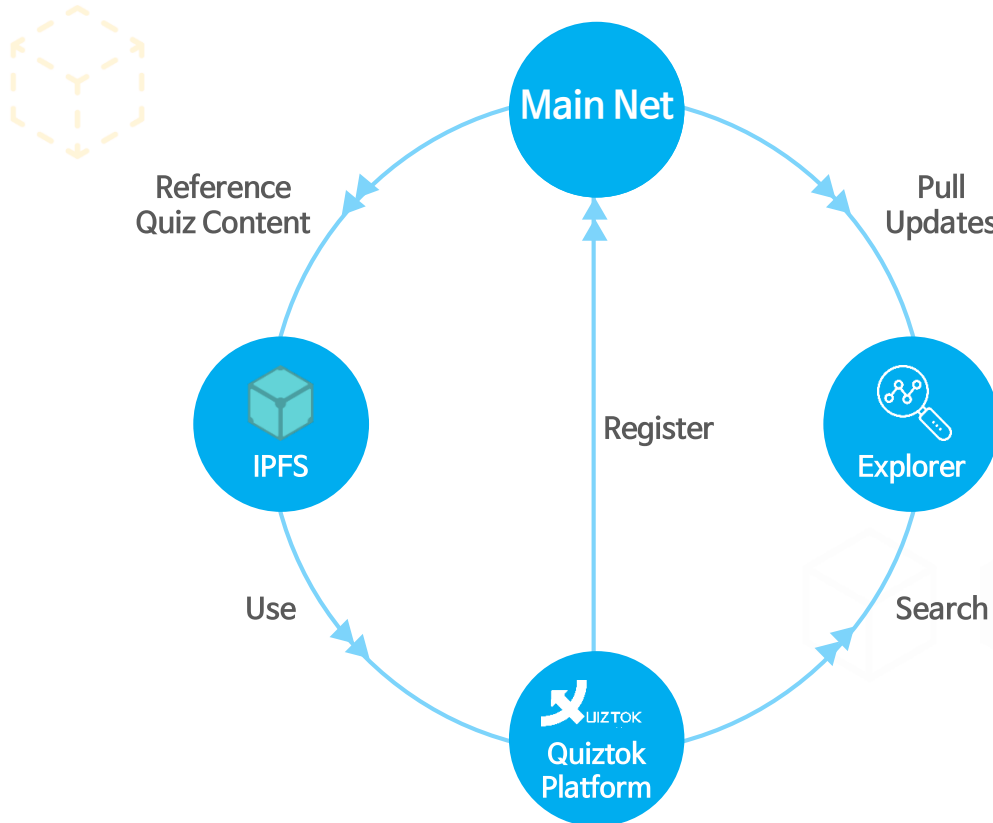 Main Net
Reference
Quiz Content
Pull
Updates
IPFS
Register
Explorer
Use
Search
UIZTOK
Quiztok
Platform